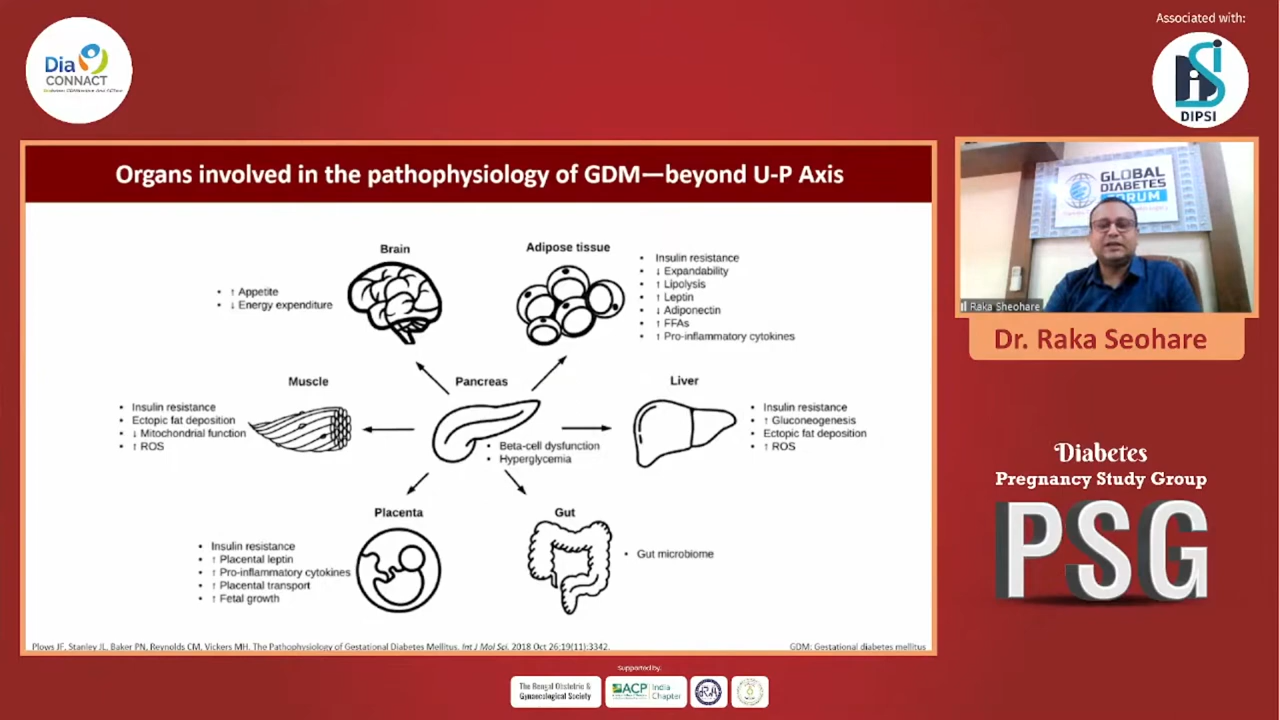 Dia
CONNACT
Associated with:
DIPSI
Organs involved in the pathophysiology of GDM—beyond U-P Axis
Brain
• ↑ Appetite
• ↓ Energy expenditure
Adipose tissue
• Insulin resistance
• ↓ Expandability
• ↑ Lipolysis
• ↑ Leptin
• ↓ Adiponectin
• ↑ FFAs
• ↑ Pro-inflammatory cytokines
Muscle
• Insulin resistance
• Ectopic fat deposition
• ↓ Mitochondrial function
• ↑ ROS
Pancreas
• Beta-cell dysfunction
• Hyperglycemia
Liver
• Insulin resistance
• ↑ Gluconeogenesis
• Ectopic fat deposition
• ↑ ROS
Placenta
• Insulin resistance
• ↑ Placental leptin
• ↑ Pro-inflammatory cytokines
• ↑ Placental transport
• ↑ Fetal growth
Gut
• Gut microbiome
Plows JF, Stanley JL, Baker PN, Reynolds CM, Vickers MH. The Pathophysiology of Gestational Diabetes Mellitus. Int J Mol Sci. 2018 Oct 26;19(11):3342.
GDM: Gestational diabetes mellitus
GLOBAL
DIABETES
FORUM
Raka Sheohare
Dr. Raka Seohare
Diabetes
Pregnancy Study Group
PSG
Supported by:
The Bengal Obstetric &
Gynaecological Society
ACP
India
Chapter